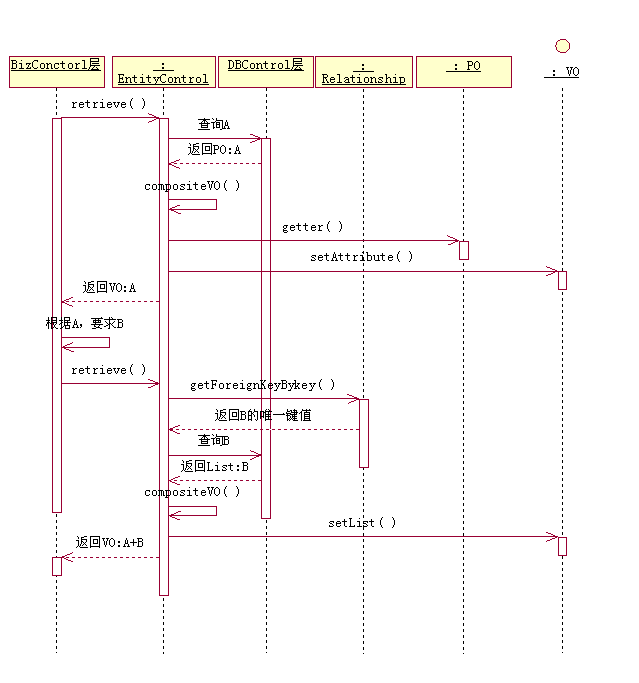 BizConctorl层
:
EntityControl
DBControl层
:
Relationship
: PO
: VO
retrieve( )
查询A
返回PO:A
compositeVO( )
getter( )
setAttribute( )
返回VO:A
根据A，要求B
retrieve( )
getForeignKeyBykey( )
返回B的唯一键值
查询B
返回List:B
compositeVO( )
setList( )
返回VO:A+B